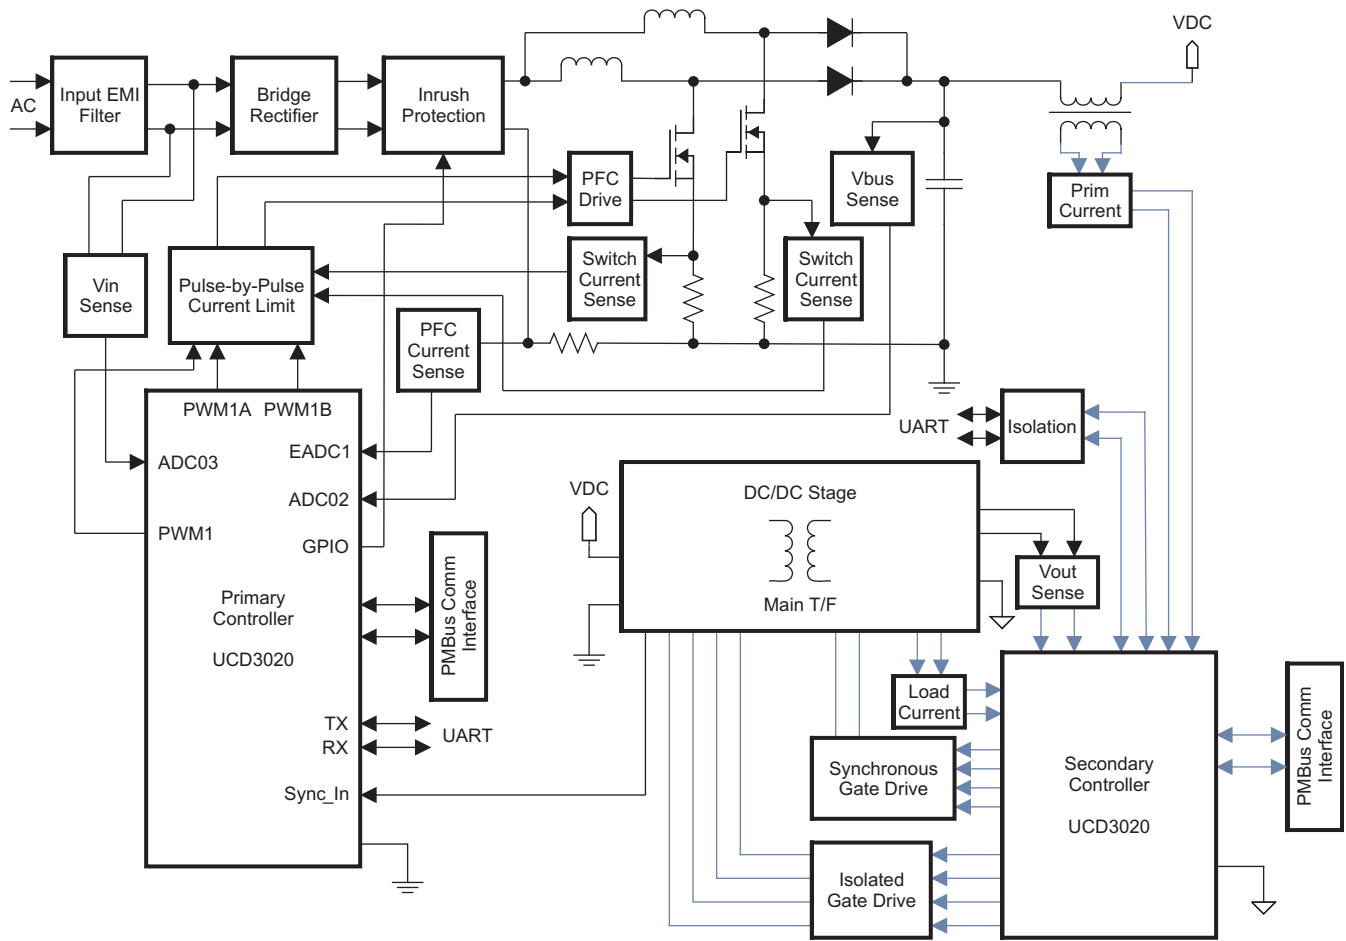 VDC
AC
Input EMI
Filter
Bridge
Rectifier
Inrush
Protection
PFC
Drive
Vbus
Sense
Prim
Current
Vin
Sense
Pulse-by-Pulse
Current Limit
Switch
Current
Sense
Switch
Current
Sense
PFC
Current
Sense
PWM1A PWM1B
EADC1
ADC03
ADC02
PWM1
GPIO
Primary
Controller
UCD3020
TX
RX
Sync_In
PMBus Comm
Interface
UART
UART
Isolation
VDC
DC/DC Stage
Main T/F
Vout
Sense
Load
Current
Synchronous
Gate Drive
Isolated
Gate Drive
Secondary
Controller
UCD3020
PMBus Comm
Interface